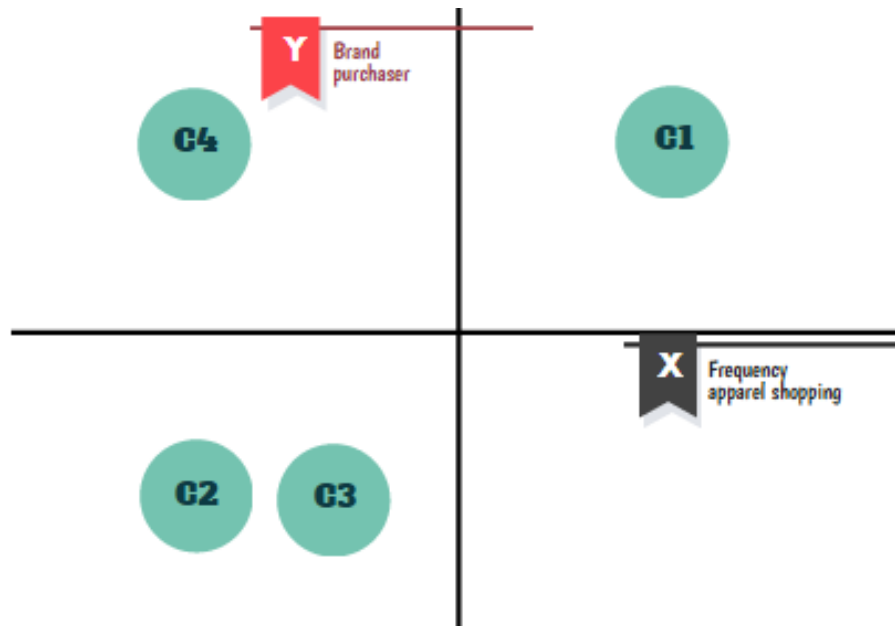 Y
Brand
purchaser
C4
C1
X
Frequency
apparel shopping
C2
C3